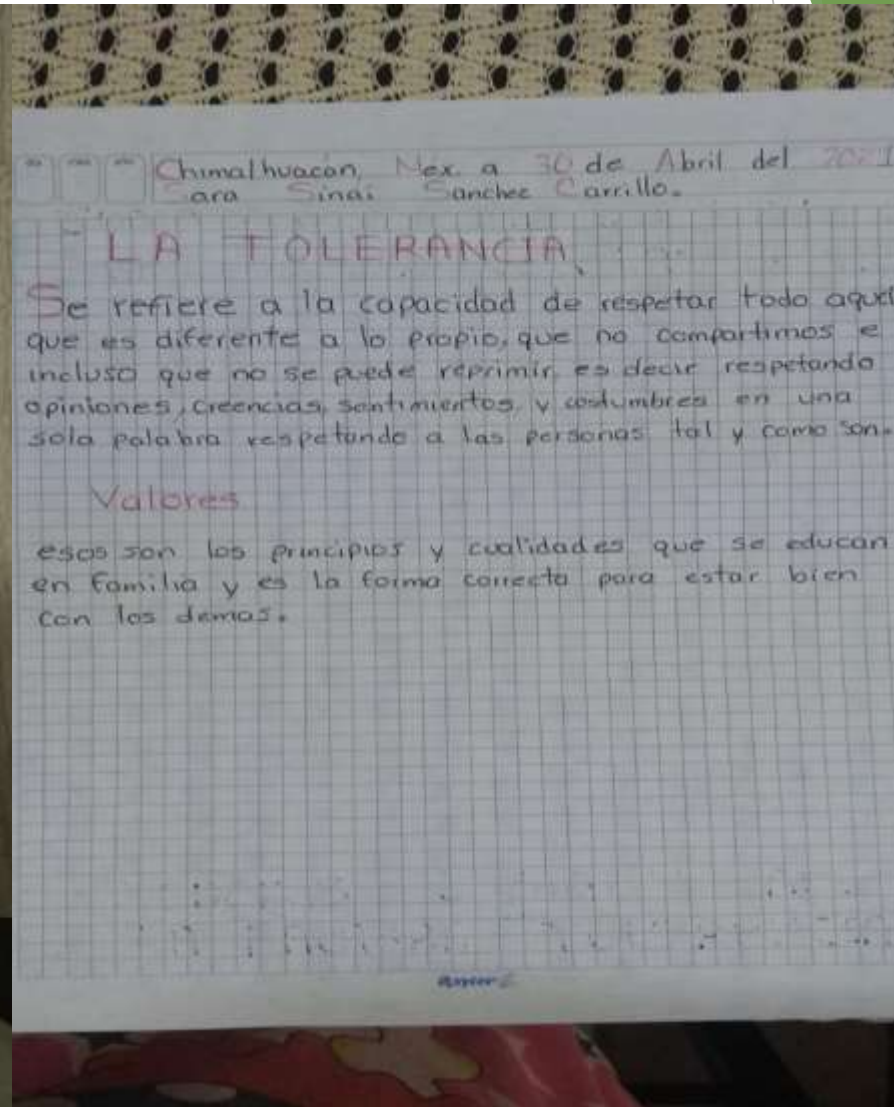 Chimalhuacán, Mex. a 30 de Abril del 2021
Sara Sinai Sanchez Carrillo.
LA TOLERANCIA
Se refiere a la capacidad de respetar todo aquel
que es diferente a lo propio, que no compartimos e
incluso que no se puede reprimir, es decir respetando
opiniones, creencias, sentimientos y costumbres en una
sola palabra respetando a las personas tal y como son.
Valores
esos son los principios y cualidades que se educan
en familia y es la forma correcta para estar bien
con los demas.